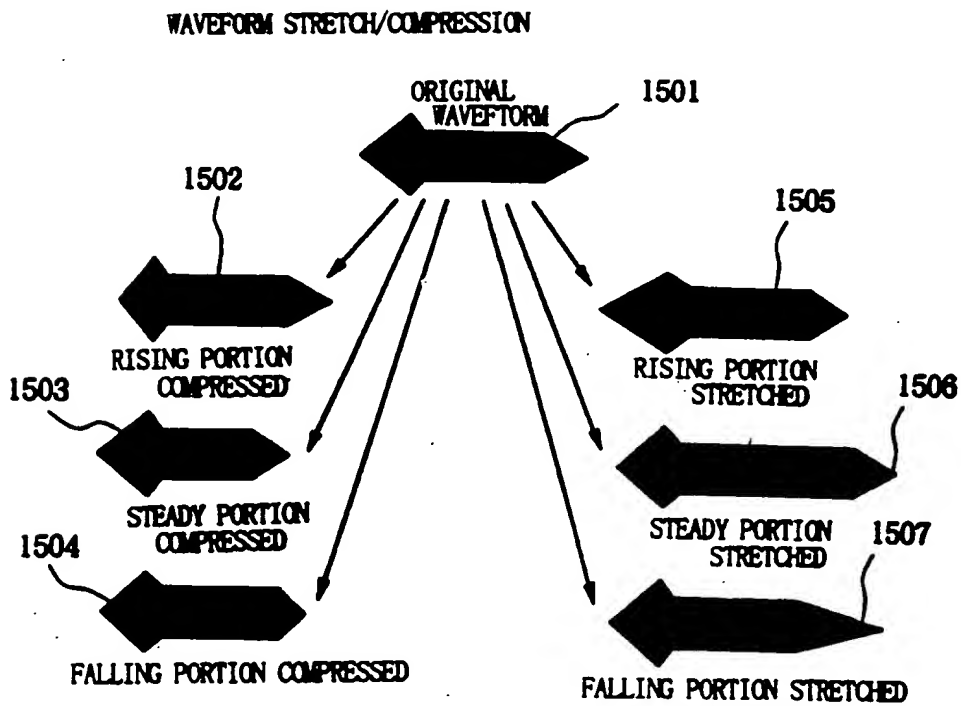 WAVEFORM STRETCH/COMPRESSION
ORIGINAL
WAVEFTORM
1501
1502
1505
RISING PORTION
COMPRESSED
RISING PORTION
STRETCHED
1503
1506
STEADY PORTION
COMPRESSED
STEADY PORTION
STRETCHED
1504
1507
FALLING PORTION COMPRESSED
FALLING PORTION STRETCHED